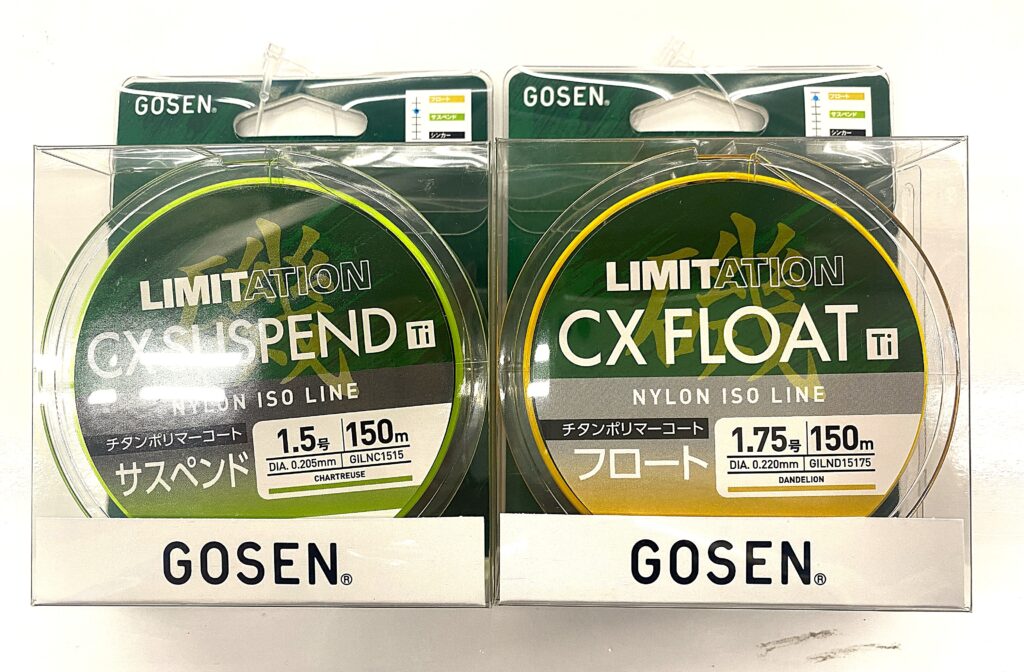 GOSEN®
フロート
サスペンド
シンカー
磯
LIMITATION
CX SUSPEND Ti
NYLON ISO LINE
チタンポリマーコート
サスペンド
1.5号 150m
DIA. 0.205mm GILNC1515
CHARTREUSE
GOSEN®
GOSEN®
フロート
サスペンド
シンカー
磯
LIMITATION
CX FLOAT Ti
NYLON ISO LINE
チタンポリマーコート
フロート
1.75号 150m
DIA. 0.220mm GILND15175
DANDELION
GOSEN®